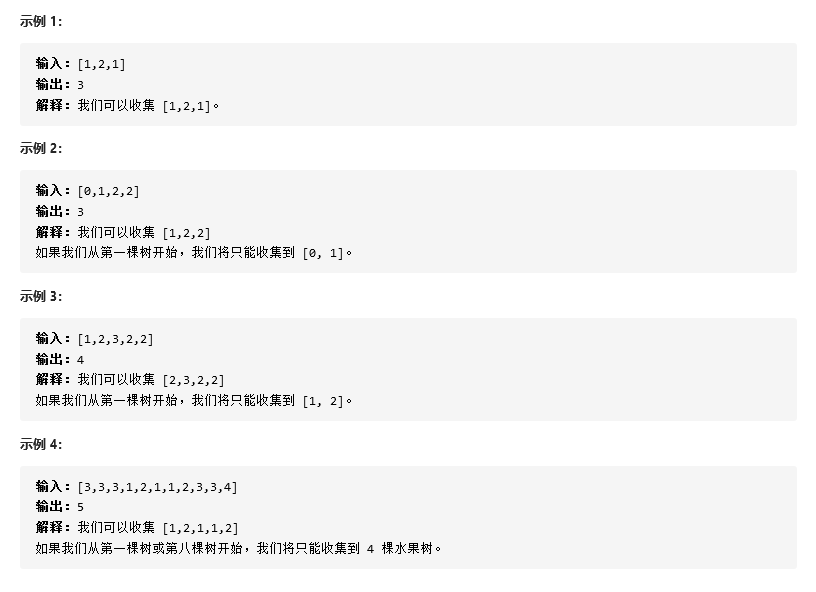 示例 1：
输入：[1,2,1]
输出：3
解释：我们可以收集 [1,2,1]。
示例 2：
输入：[0,1,2,2]
输出：3
解释：我们可以收集 [1,2,2]
如果我们从第一棵树开始，我们将只能收集到 [0, 1]。
示例 3：
输入：[1,2,3,2,2]
输出：4
解释：我们可以收集 [2,3,2,2]
如果我们从第一棵树开始，我们将只能收集到 [1, 2]。
示例 4：
输入：[3,3,3,1,2,1,1,2,3,3,4]
输出：5
解释：我们可以收集 [1,2,1,1,2]
如果我们从第一棵树或第八棵树开始，我们将只能收集到 4 棵水果树。